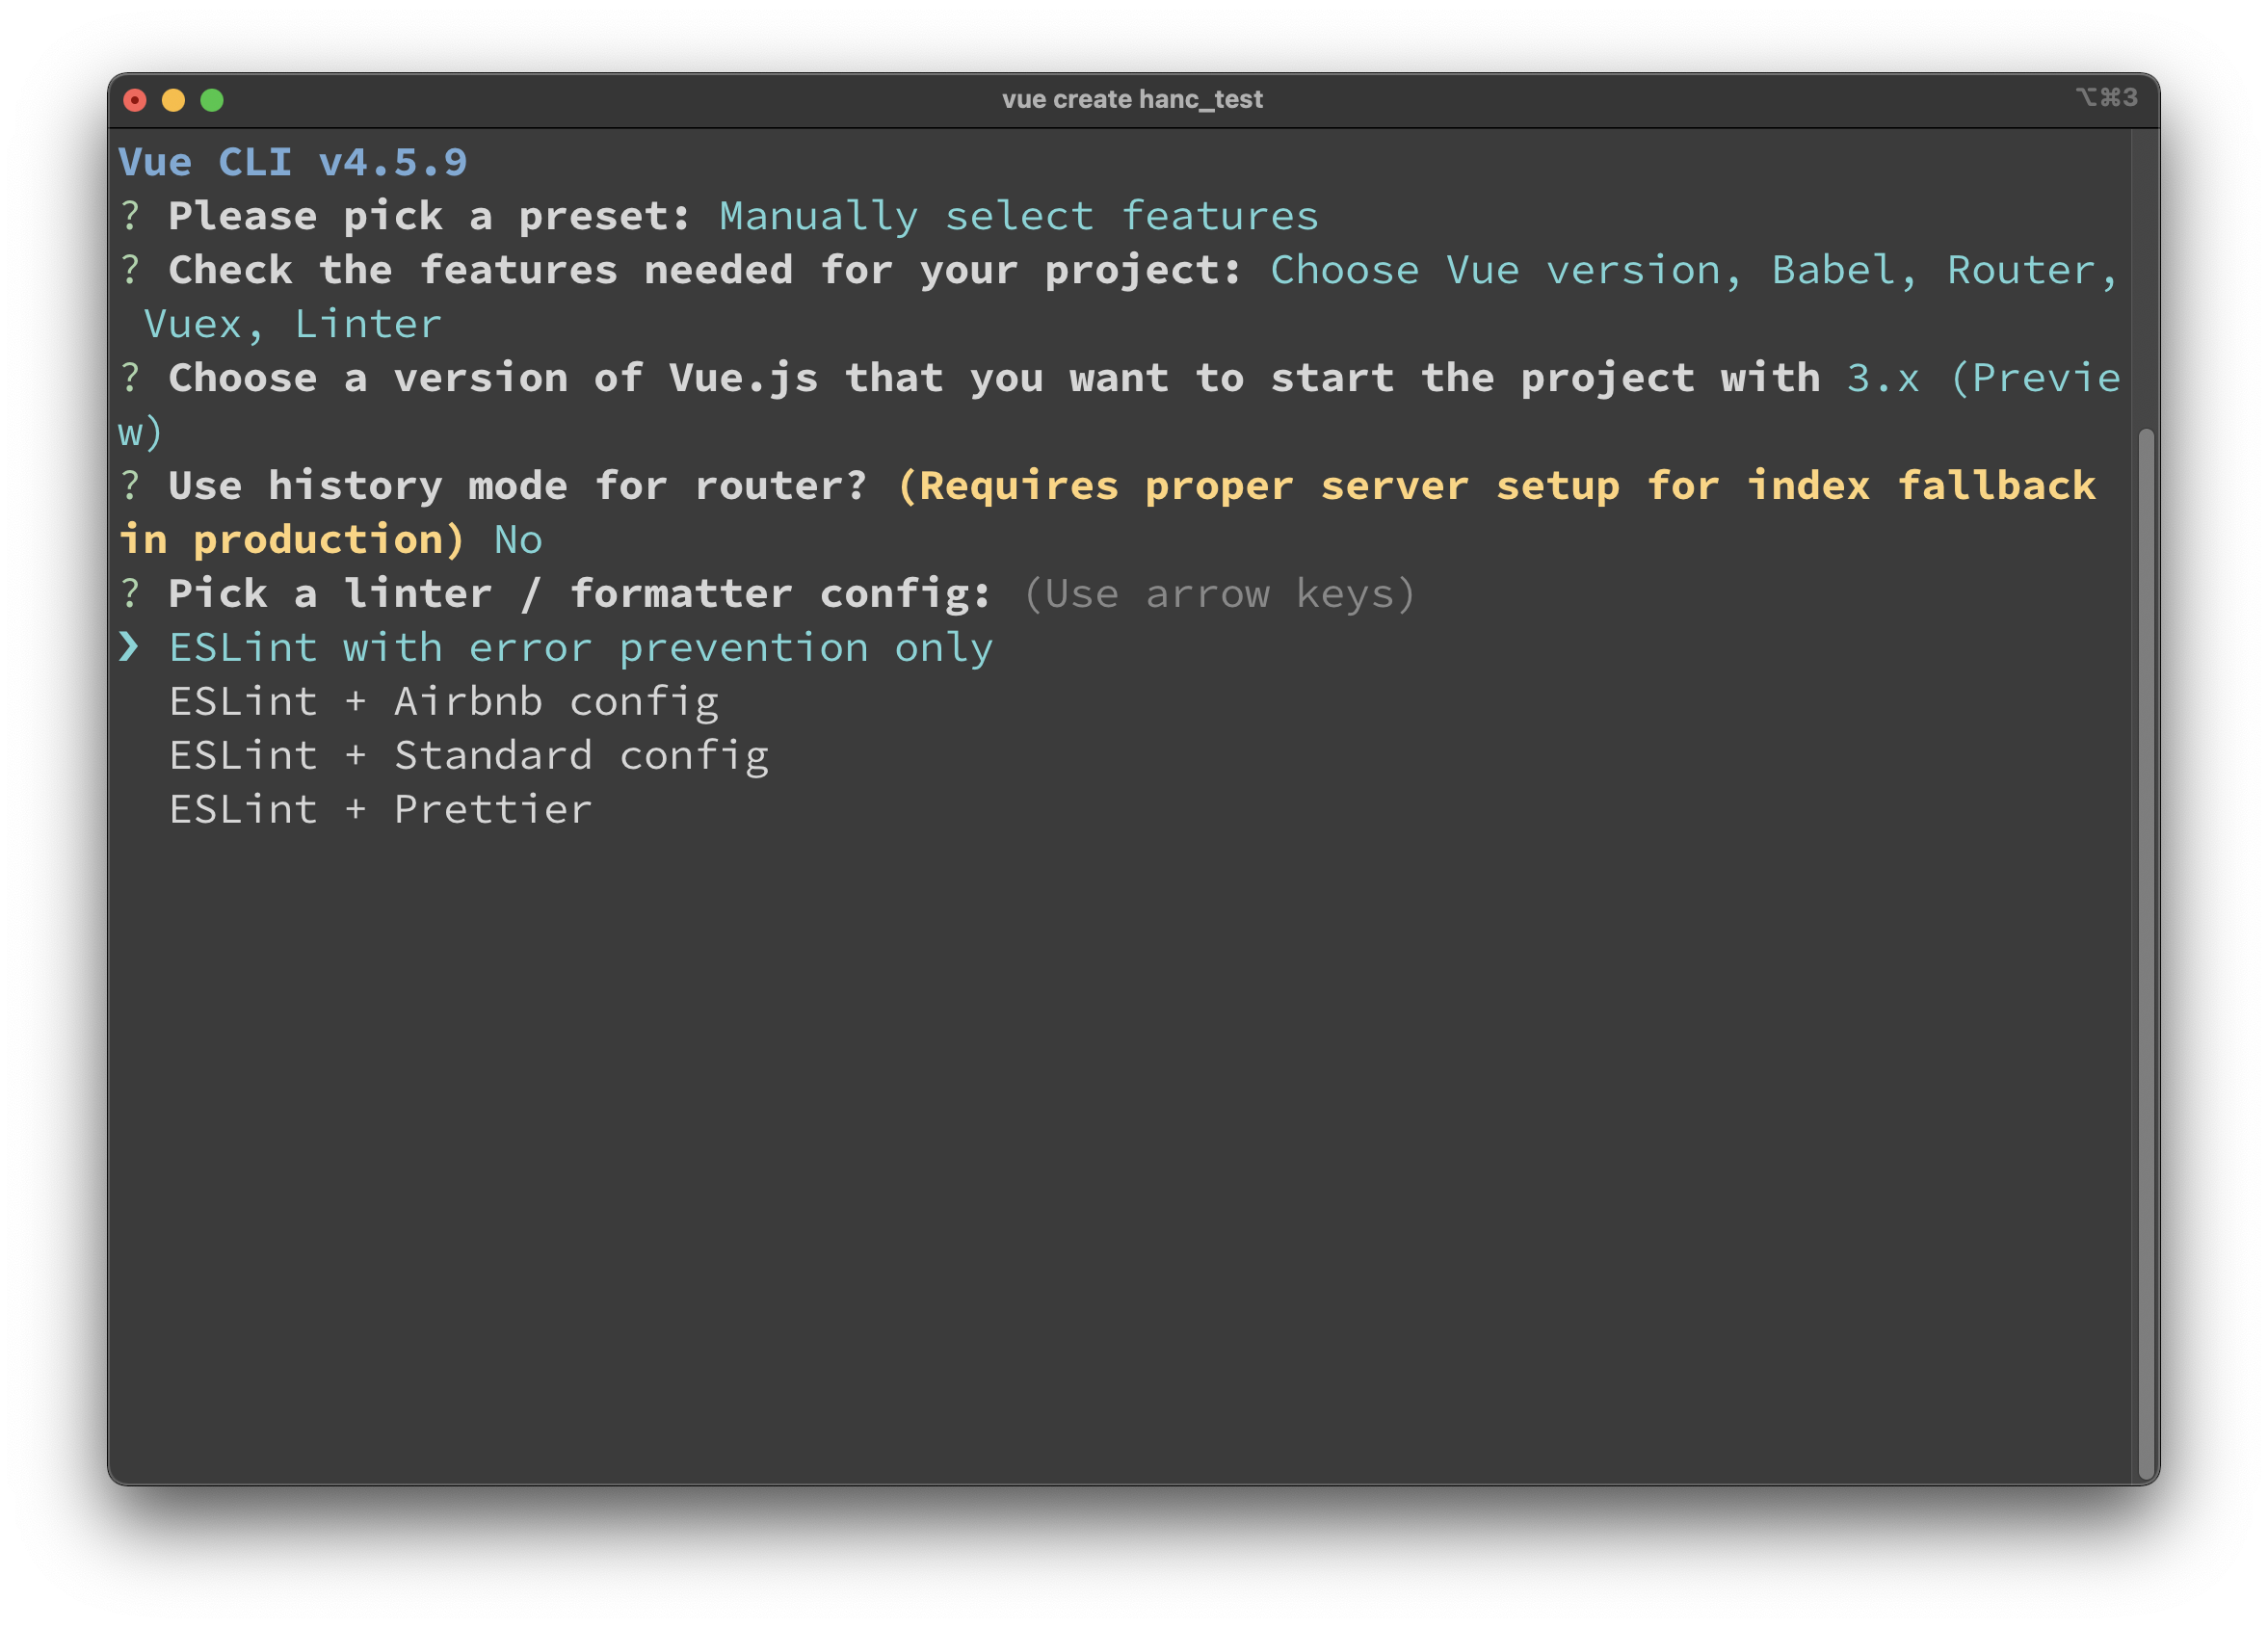 vue create hanc_test
⌥⌘3
Vue CLI v4.5.9
? Please pick a preset: Manually select features
? Check the features needed for your project: Choose Vue version, Babel, Router,
 Vuex, Linter
? Choose a version of Vue.js that you want to start the project with 3.x (Previe
w)
? Use history mode for router? (Requires proper server setup for index fallback
in production) No
? Pick a linter / formatter config: (Use arrow keys)
❯ ESLint with error prevention only
  ESLint + Airbnb config
  ESLint + Standard config
  ESLint + Prettier